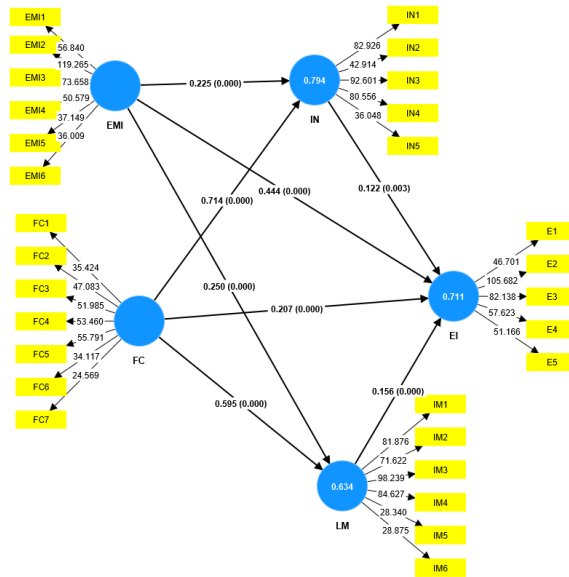 EMI1
EMI2
EMI3
EMI4
EMI5
EMI6
56.840
119.265
73.658
50.579
37.149
36.009
EMI
IN1
IN2
IN3
IN4
IN5
82.926
42.914
92.601
80.556
36.048
0.794
IN
0.225 (0.000)
0.714 (0.000)
0.444 (0.000)
0.122 (0.003)
0.250 (0.000)
0.207 (0.000)
0.595 (0.000)
0.156 (0.000)
FC1
FC2
FC3
FC4
FC5
FC6
FC7
35.424
47.083
51.985
53.460
55.791
34.117
24.569
FC
E1
E2
E3
E4
E5
46.701
105.682
82.138
57.623
51.166
0.711
EI
IM1
IM2
IM3
IM4
IM5
IM6
81.876
71.622
98.239
84.627
28.340
28.875
0.634
LM